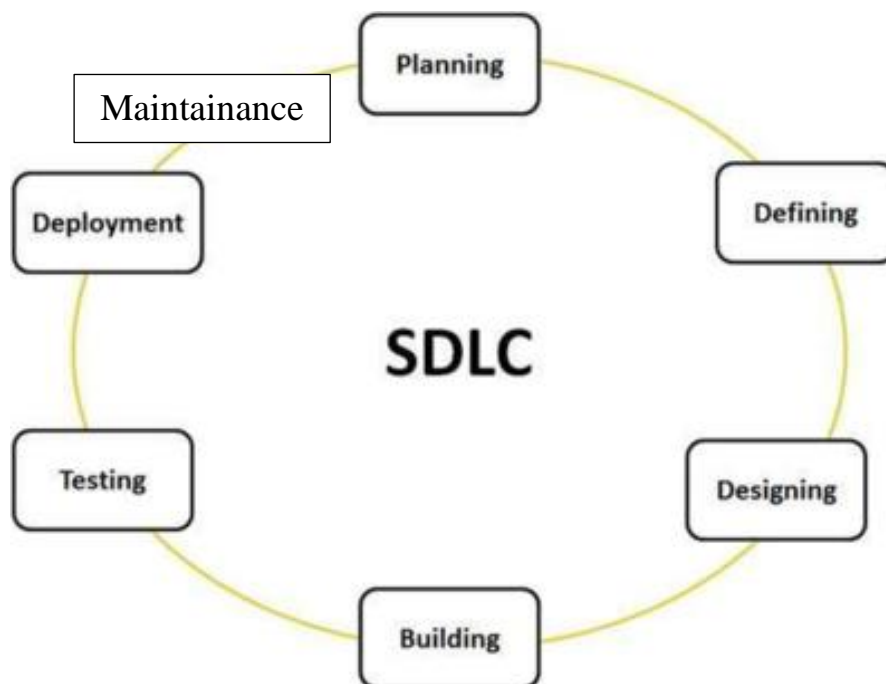 Planning
Maintainance
Defining
Deployment
SDLC
Testing
Designing
Building